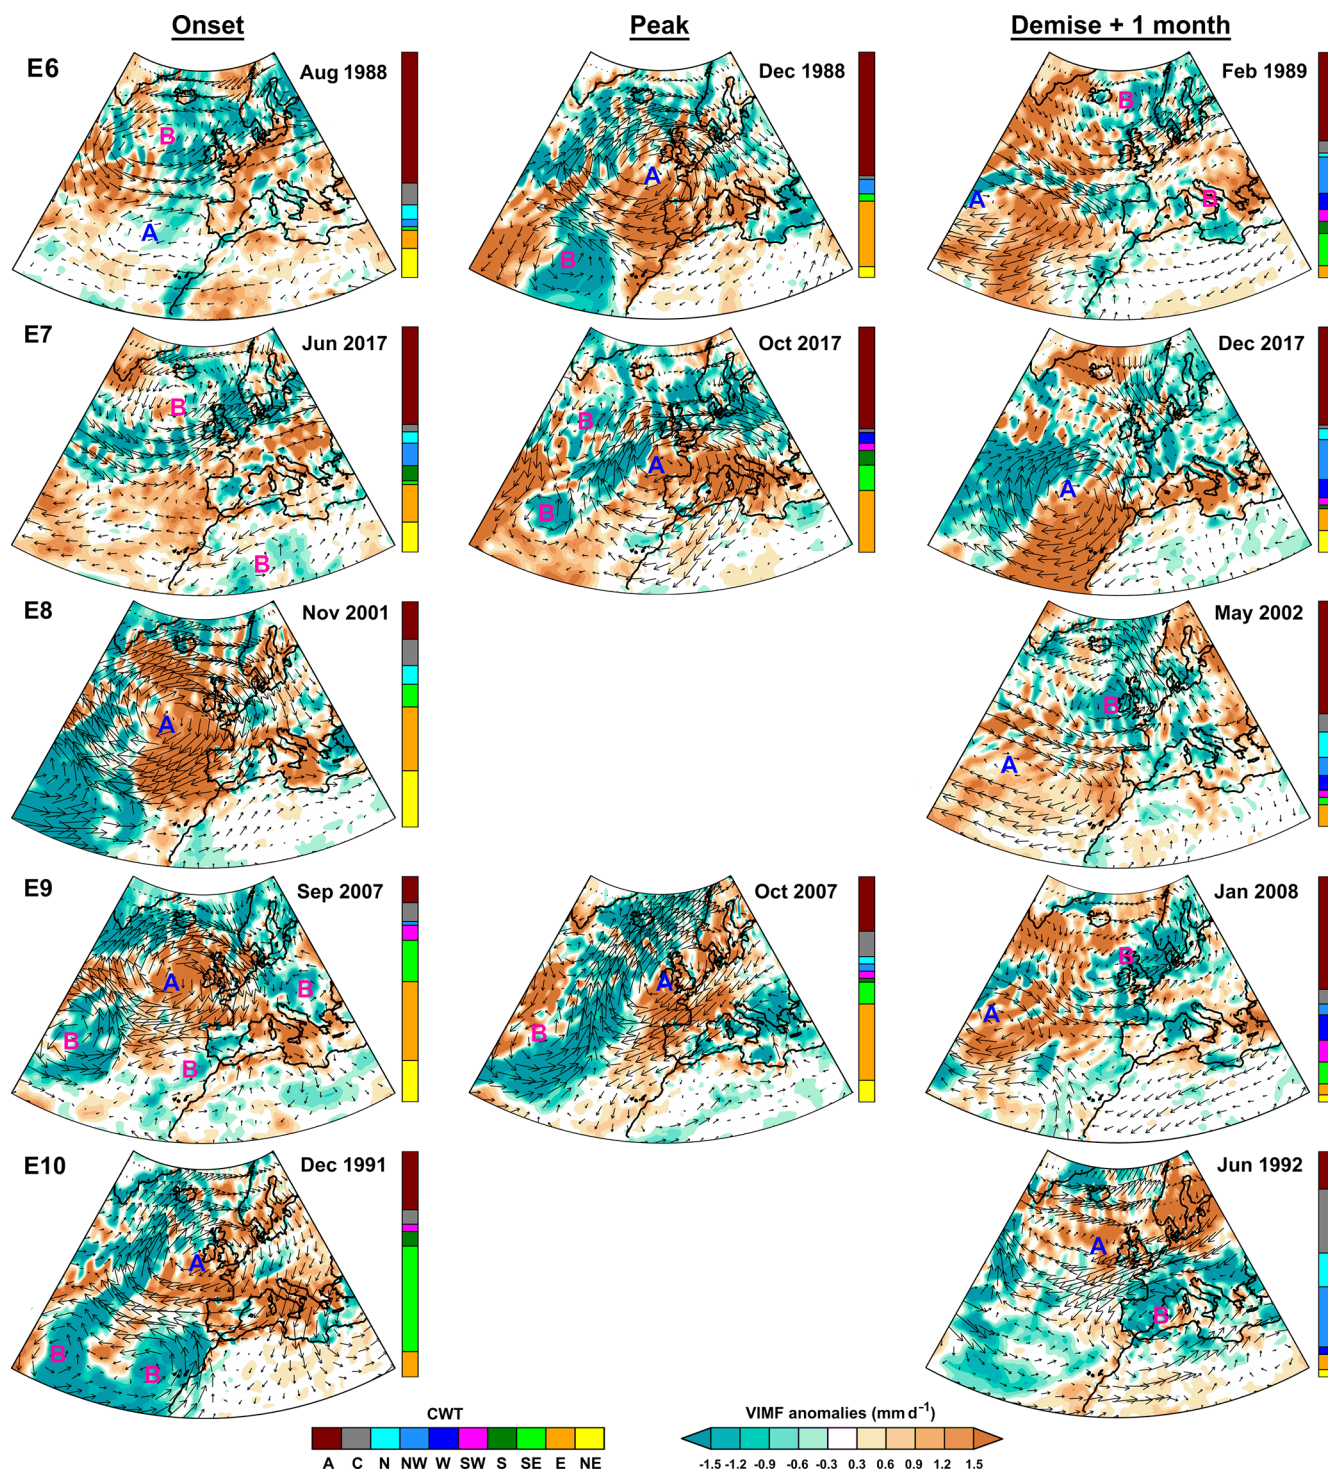 Onset Peak Demise + 1 month
E6 Aug 1988 Dec 1988 Feb 1989
B A A B B A B
E7 Jun 2017 Oct 2017 Dec 2017
B B B A B A
E8 Nov 2001 May 2002
A B A
E9 Sep 2007 Oct 2007 Jan 2008
A B B B A B B A
E10 Dec 1991 Jun 1992
A B B A B
CWT VIMF anomalies (mm d⁻¹)
A C N NW W SW S SE E NE -1.5 -1.2 -0.9 -0.6 -0.3 0.3 0.6 0.9 1.2 1.5